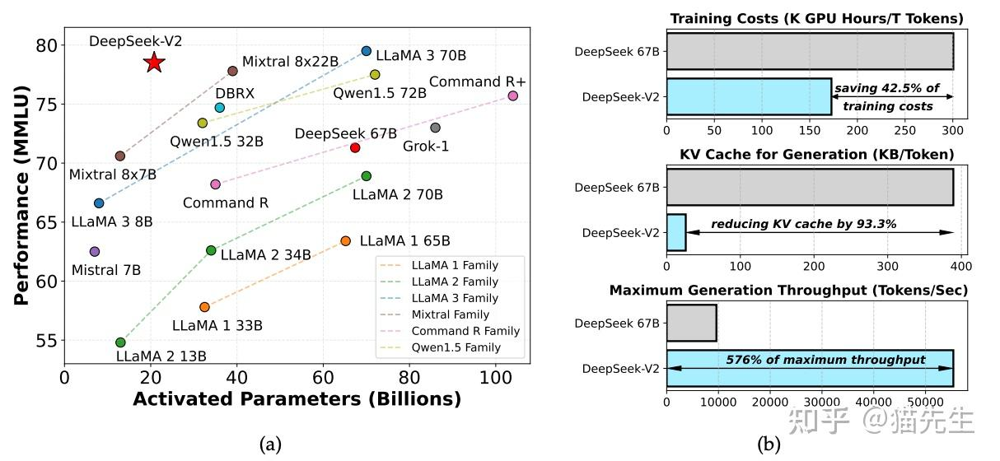 DeepSeek-V2
Mixtral 8x22B
LLaMA 3 70B
DBRX
Qwen1.5 72B
Command R+
Qwen1.5 32B
DeepSeek 67B
Grok-1
Mixtral 8x7B
Command R
LLaMA 2 70B
LLaMA 3 8B
Mistral 7B
LLaMA 2 34B
LLaMA 1 65B
LLaMA 1 33B
LLaMA 2 13B
LLaMA 1 Family
LLaMA 2 Family
LLaMA 3 Family
Mixtral Family
Command R Family
Qwen1.5 Family
80
75
70
65
60
55
Performance (MMLU)
0 20 40 60 80 100
Activated Parameters (Billions)
(a)
Training Costs (K GPU Hours/T Tokens)
DeepSeek 67B
DeepSeek-V2
saving 42.5% of
training costs
0 50 100 150 200 250 300
KV Cache for Generation (KB/Token)
DeepSeek 67B
DeepSeek-V2
reducing KV cache by 93.3%
0 100 200 300 400
Maximum Generation Throughput (Tokens/Sec)
DeepSeek 67B
DeepSeek-V2
576% of maximum throughput
0 10000 20000 30000 40000 50000
(b)
知乎 @猫先生